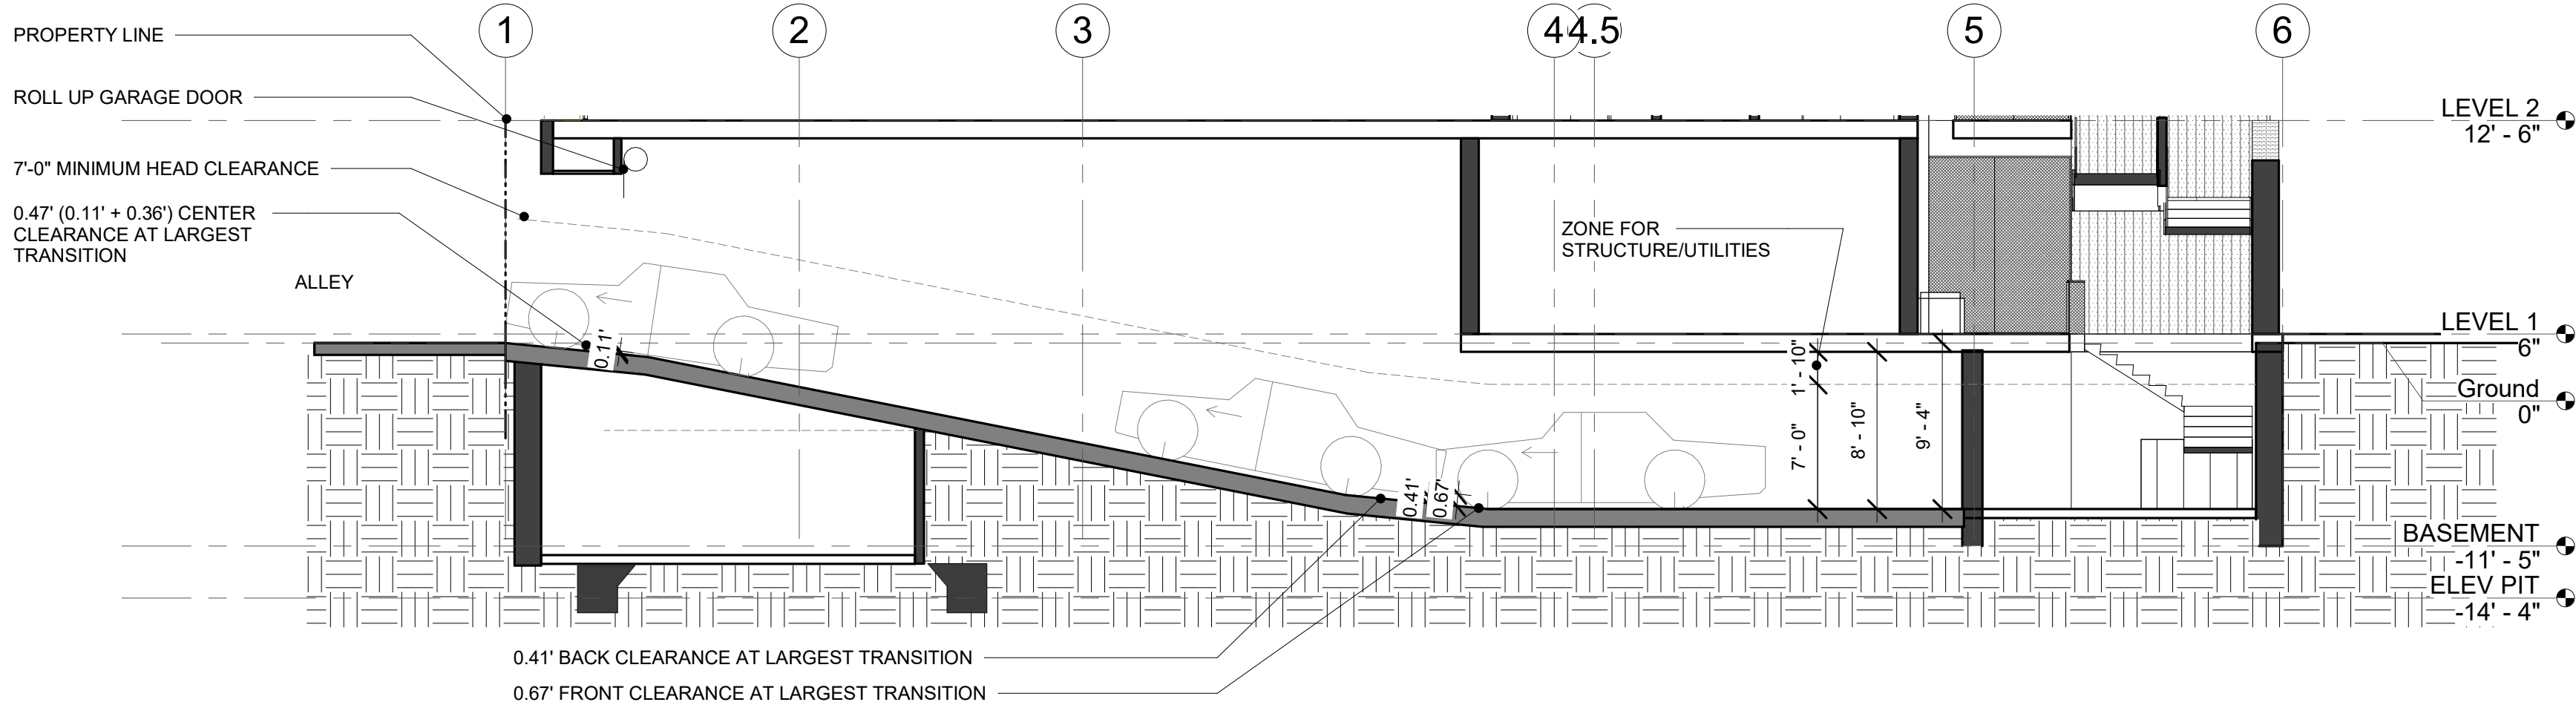 1
2
3
4
4.5
5
6
PROPERTY LINE
ROLL UP GARAGE DOOR
7'-0" MINIMUM HEAD CLEARANCE
0.47' (0.11' + 0.36') CENTER
CLEARANCE AT LARGEST
TRANSITION
ALLEY
ZONE FOR
STRUCTURE/UTILITIES
LEVEL 2
12' - 6"
LEVEL 1
6"
Ground
0"
BASEMENT
-11' - 5"
ELEV PIT
-14' - 4"
0.11'
0.41'
0.67'
1' - 10"
7' - 0"
8' - 10"
9' - 4"
0.41' BACK CLEARANCE AT LARGEST TRANSITION
0.67' FRONT CLEARANCE AT LARGEST TRANSITION